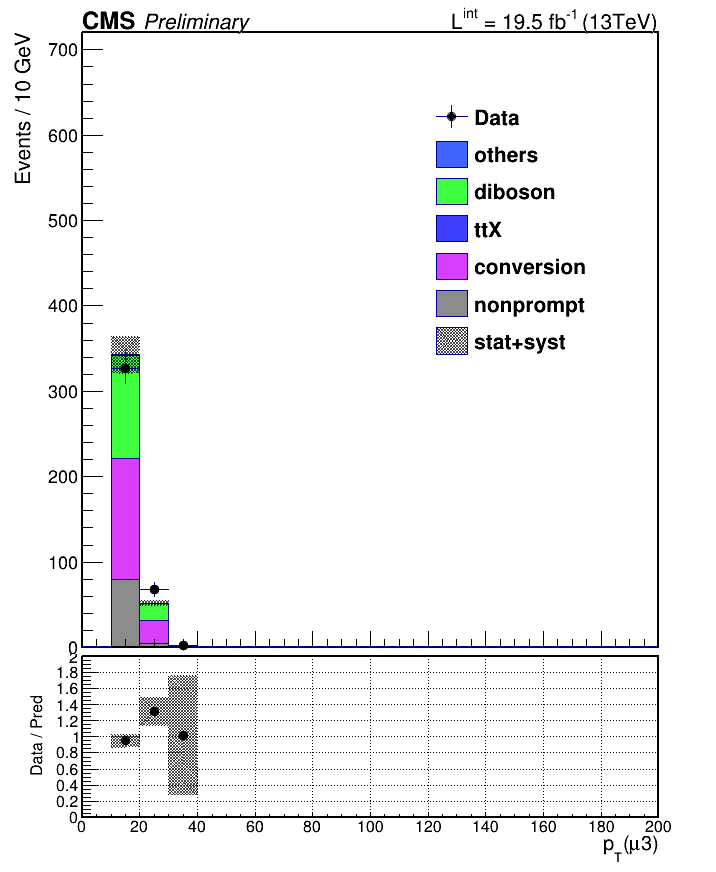 CMS Preliminary L^int = 19.5 fb^-1 (13TeV)
Events / 10 GeV
700
600
500
400
300
200
100
0
Data
others
diboson
ttX
conversion
nonprompt
stat+syst
Data / Pred
2
1.8
1.6
1.4
1.2
1
0.8
0.6
0.4
0.2
0
0 20 40 60 80 100 120 140 160 180 200
p_T(μ3)